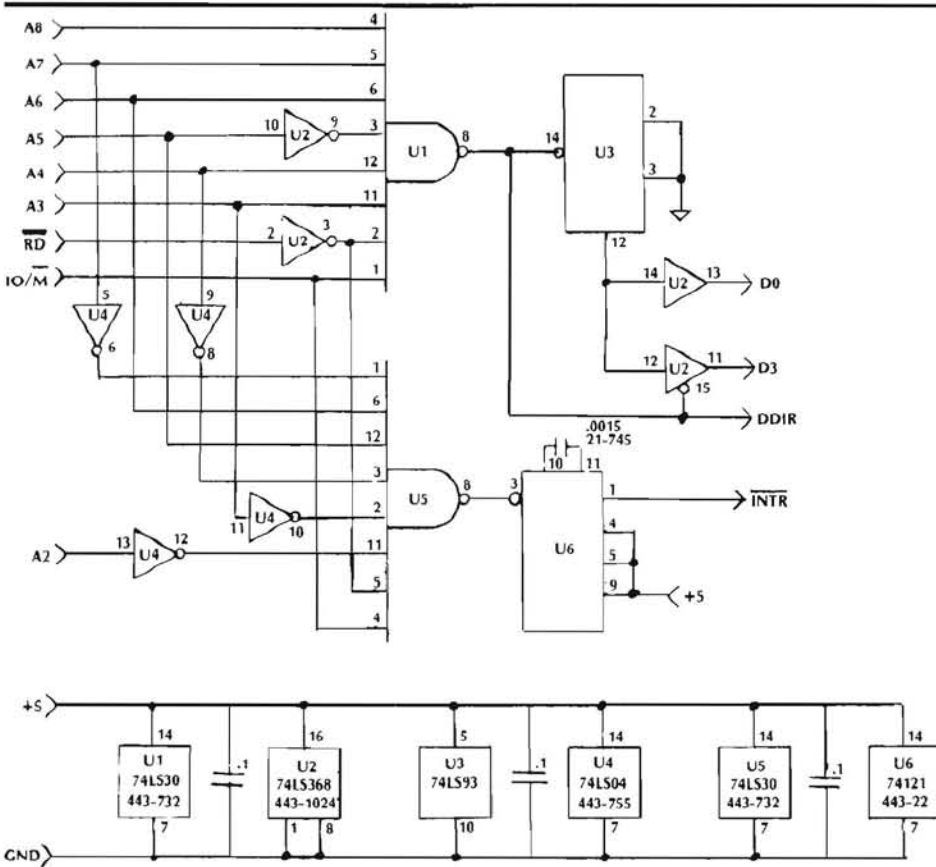 A8 4
A7 5
A6 6
A5 10 U2 9 3
A4 12
A3 11
RD 2 U2 3 2
IO/M 1
U1 8
14 U3 2
3
12
14 U2 13 D0
12 U2 11 D3
15
DDIR
5 U4 6
9 U4 8
1
6
12
3
11 U4 10 2
A2 13 U4 12 11
5
4
U5 8
.0015
21-745
10 11
3 U6 1 INTR
4
5
9 +5
+5
14
U1
74LS30
443-732
7
.1
16
U2
74LS368
443-1024
1 8
5
U3
74LS93
10
.1
14
U4
74LS04
443-755
7
14
U5
74LS30
443-732
7
.1
14
U6
74121
443-22
7
GND